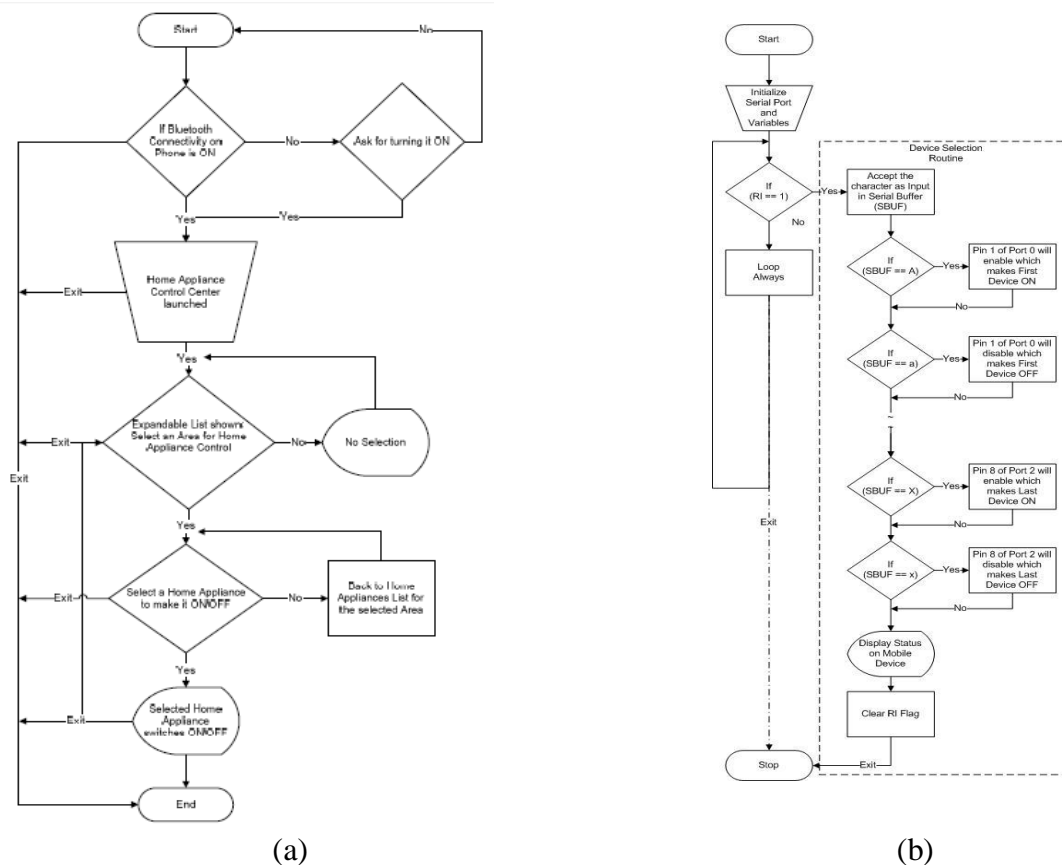 Start
No
If Bluetooth
Connectivity on
Phone is ON
No
Ask for turning it ON
Yes
Yes
Home Appliance
Control Center
launched
Exit
Yes
Expandable List shown:
Select an Area for Home
Appliance Control
Exit
No
No Selection
Exit
Yes
Select a Home Appliance
to make it ON/OFF
Exit
No
Back to Home
Appliances List for
the selected Area
Yes
Selected Home
Appliance
switches ON/OFF
Exit
End
(a)
Start
Initialize
Serial Port
and
Variables
If
(RI == 1)
Yes
No
Loop
Always
Exit
Stop
Device Selection
Routine
Accept the
character as Input
in Serial Buffer
(SBUF)
If
(SBUF == A)
Yes
Pin 1 of Port 0 will
enable which
makes First
Device ON
No
If
(SBUF == a)
Yes
Pin 1 of Port 0 will
disable which
makes First
Device OFF
No
~
~
If
(SBUF == X)
Yes
Pin 8 of Port 2 will
enable which
makes Last
Device ON
No
If
(SBUF == x)
Yes
Pin 8 of Port 2 will
disable which
makes Last
Device OFF
No
Display Status
on Mobile
Device
Clear RI Flag
Exit
(b)